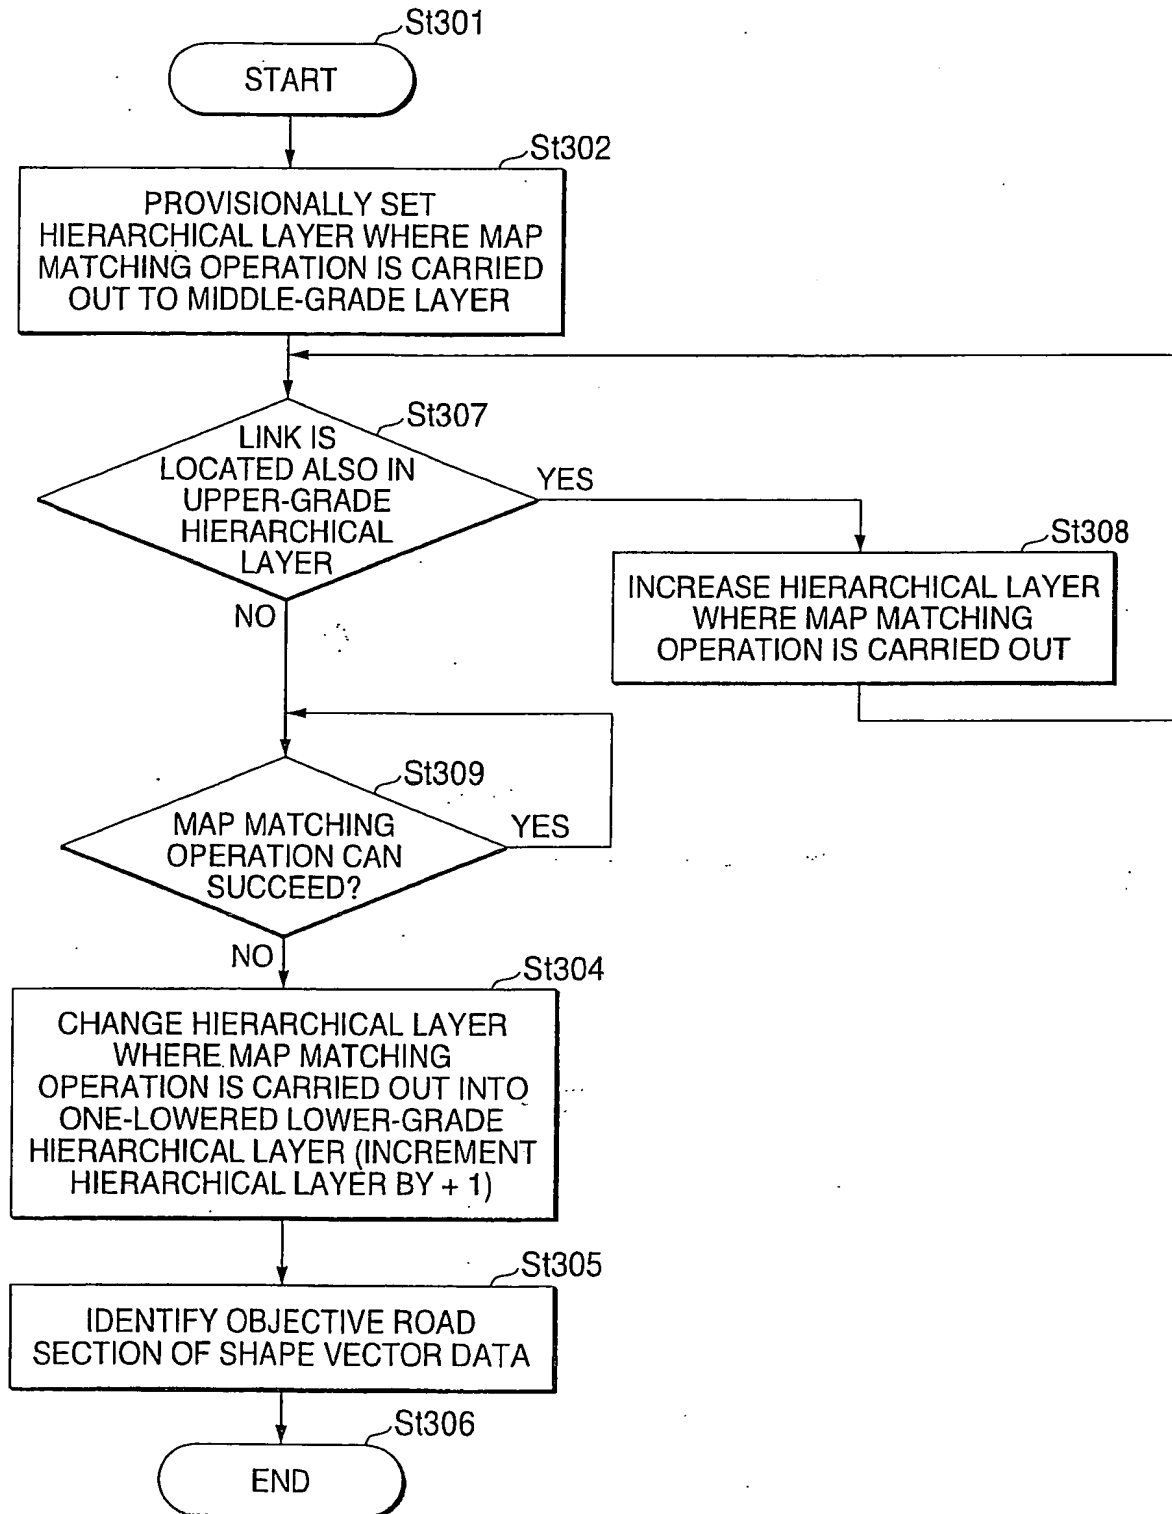 St301
START
St302
PROVISIONALLY SET
HIERARCHICAL LAYER WHERE MAP
MATCHING OPERATION IS CARRIED
OUT TO MIDDLE-GRADE LAYER
St307
LINK IS
LOCATED ALSO IN
UPPER-GRADE
HIERARCHICAL
LAYER
YES
NO
St308
INCREASE HIERARCHICAL LAYER
WHERE MAP MATCHING
OPERATION IS CARRIED OUT
St309
MAP MATCHING
OPERATION CAN
SUCCEED?
YES
NO
St304
CHANGE HIERARCHICAL LAYER
WHERE MAP MATCHING
OPERATION IS CARRIED OUT INTO
ONE-LOWERED LOWER-GRADE
HIERARCHICAL LAYER (INCREMENT
HIERARCHICAL LAYER BY + 1)
St305
IDENTIFY OBJECTIVE ROAD
SECTION OF SHAPE VECTOR DATA
St306
END